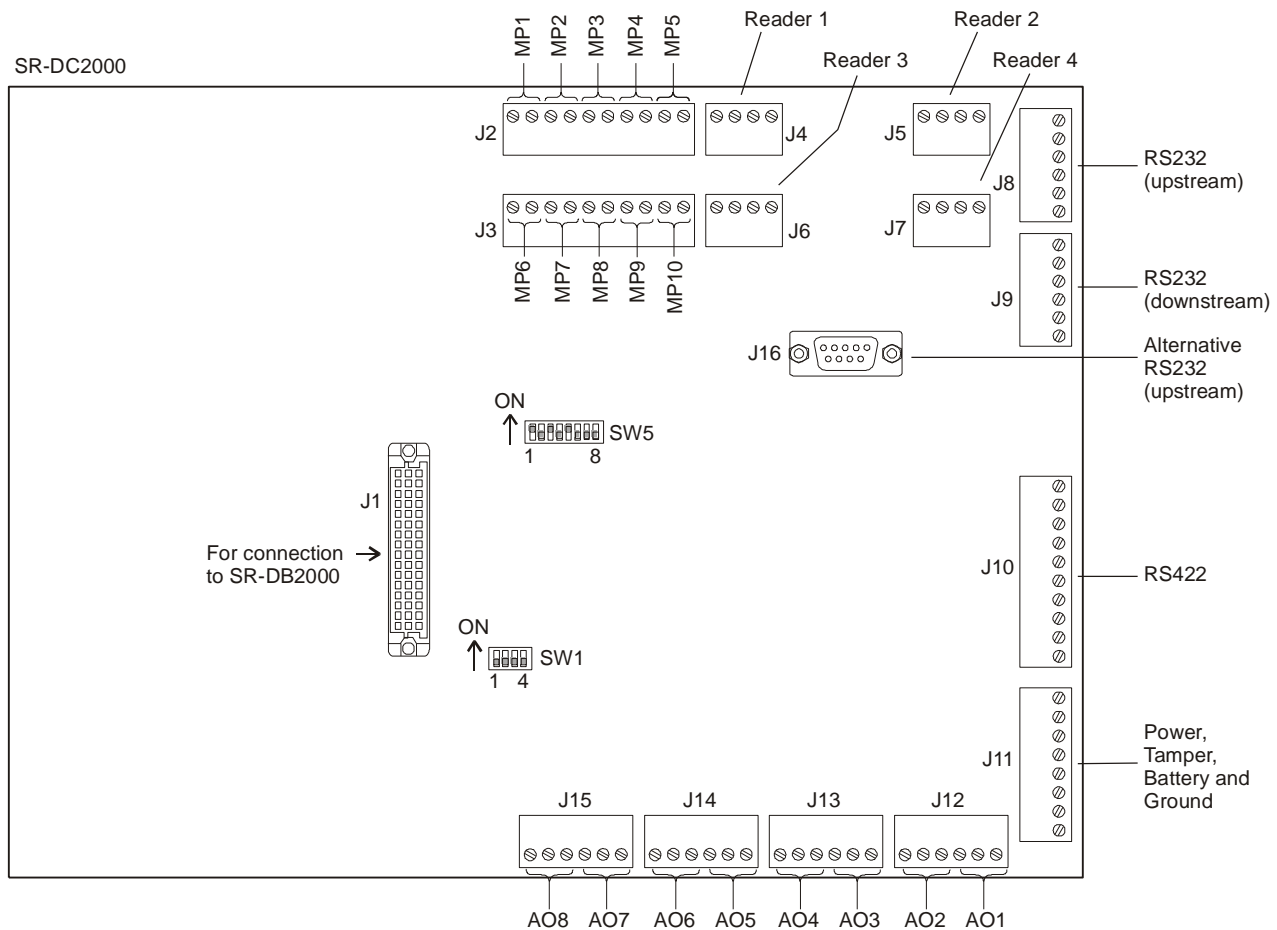 SR-DC2000
MP1
MP2
MP3
MP4
MP5
Reader 1
Reader 2
Reader 3
Reader 4
J2
J4
J5
J8
RS232
(upstream)
J3
J6
J7
MP6
MP7
MP8
MP9
MP10
J9
RS232
(downstream)
J16
Alternative
RS232
(upstream)
ON
SW5
1
8
J1
For connection
to SR-DB2000
J10
RS422
ON
SW1
1
4
J11
Power,
Tamper,
Battery and
Ground
J15
J14
J13
J12
AO8
AO7
AO6
AO5
AO4
AO3
AO2
AO1